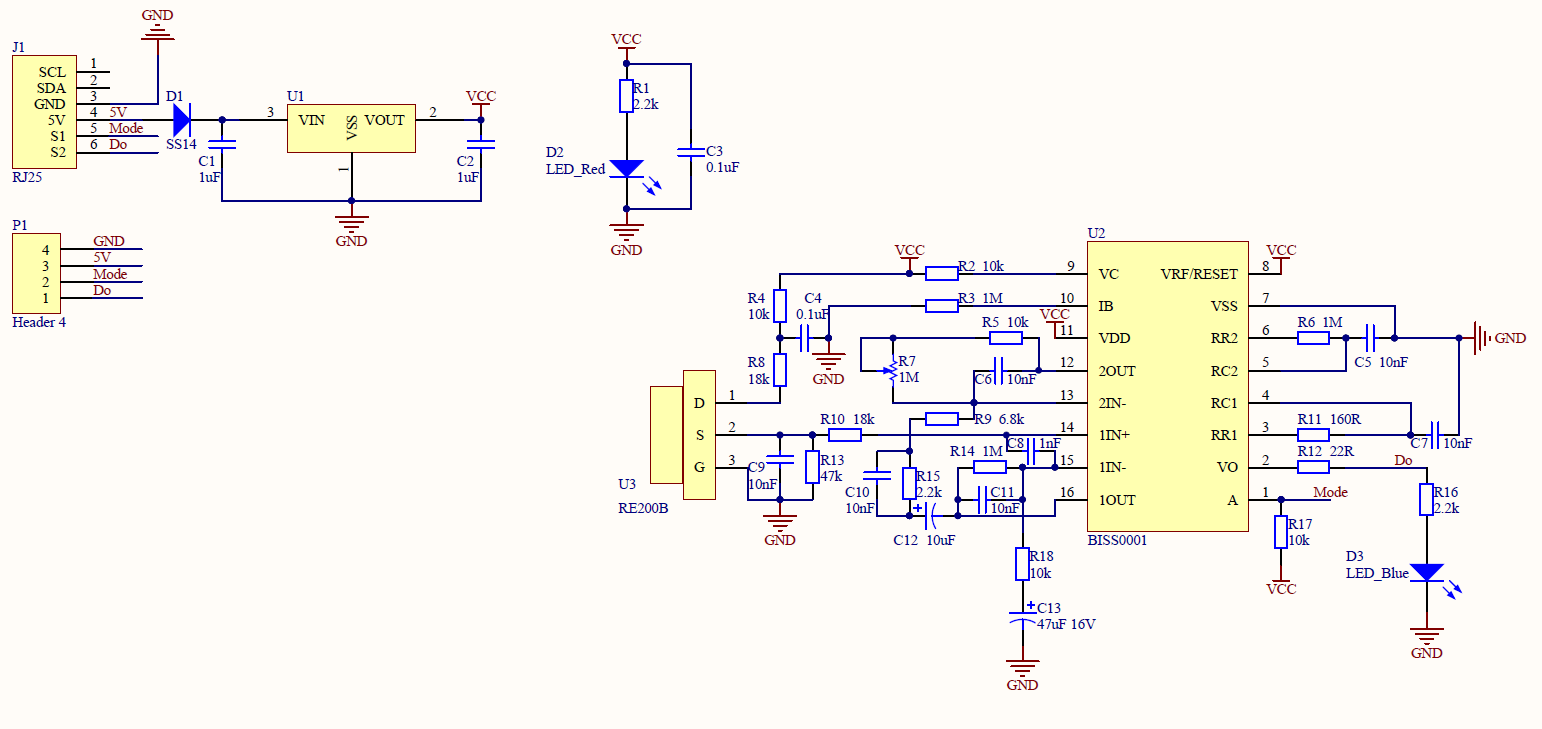 GND
J1
SCL 1
SDA 2
GND 3
5V 4 5V
S1 5 Mode
S2 6 Do
RJ25
D1
SS14
C1
1uF
U1
3 VIN VSS VOUT 2
1
GND
VCC
C2
1uF
P1
4 GND
3 5V
2 Mode
1 Do
Header 4
VCC
R1
2.2k
D2
LED_Red
C3
0.1uF
GND
U3
RE200B
D 1
S 2
G 3
R4
10k
R8
18k
C4
0.1uF
GND
VCC
R2 10k
R3 1M
VCC
R5 10k
R7
1M
C6 10nF
R9 6.8k
R10 18k
C8 1nF
R14 1M
C9
10nF
R13
47k
GND
C10
10nF
R15
2.2k
C11
10nF
C12 10uF
R18
10k
C13
47uF 16V
GND
U2
9 VC VRF/RESET 8
10 IB VSS 7
11 VDD RR2 6
12 2OUT RC2 5
13 2IN- RC1 4
14 1IN+ RR1 3
15 1IN- VO 2
16 1OUT A 1
BISS0001
VCC
R6 1M
C5 10nF
GND
R11 160R
C7 10nF
R12 22R
Do
Mode
R17
10k
VCC
R16
2.2k
D3
LED_Blue
GND